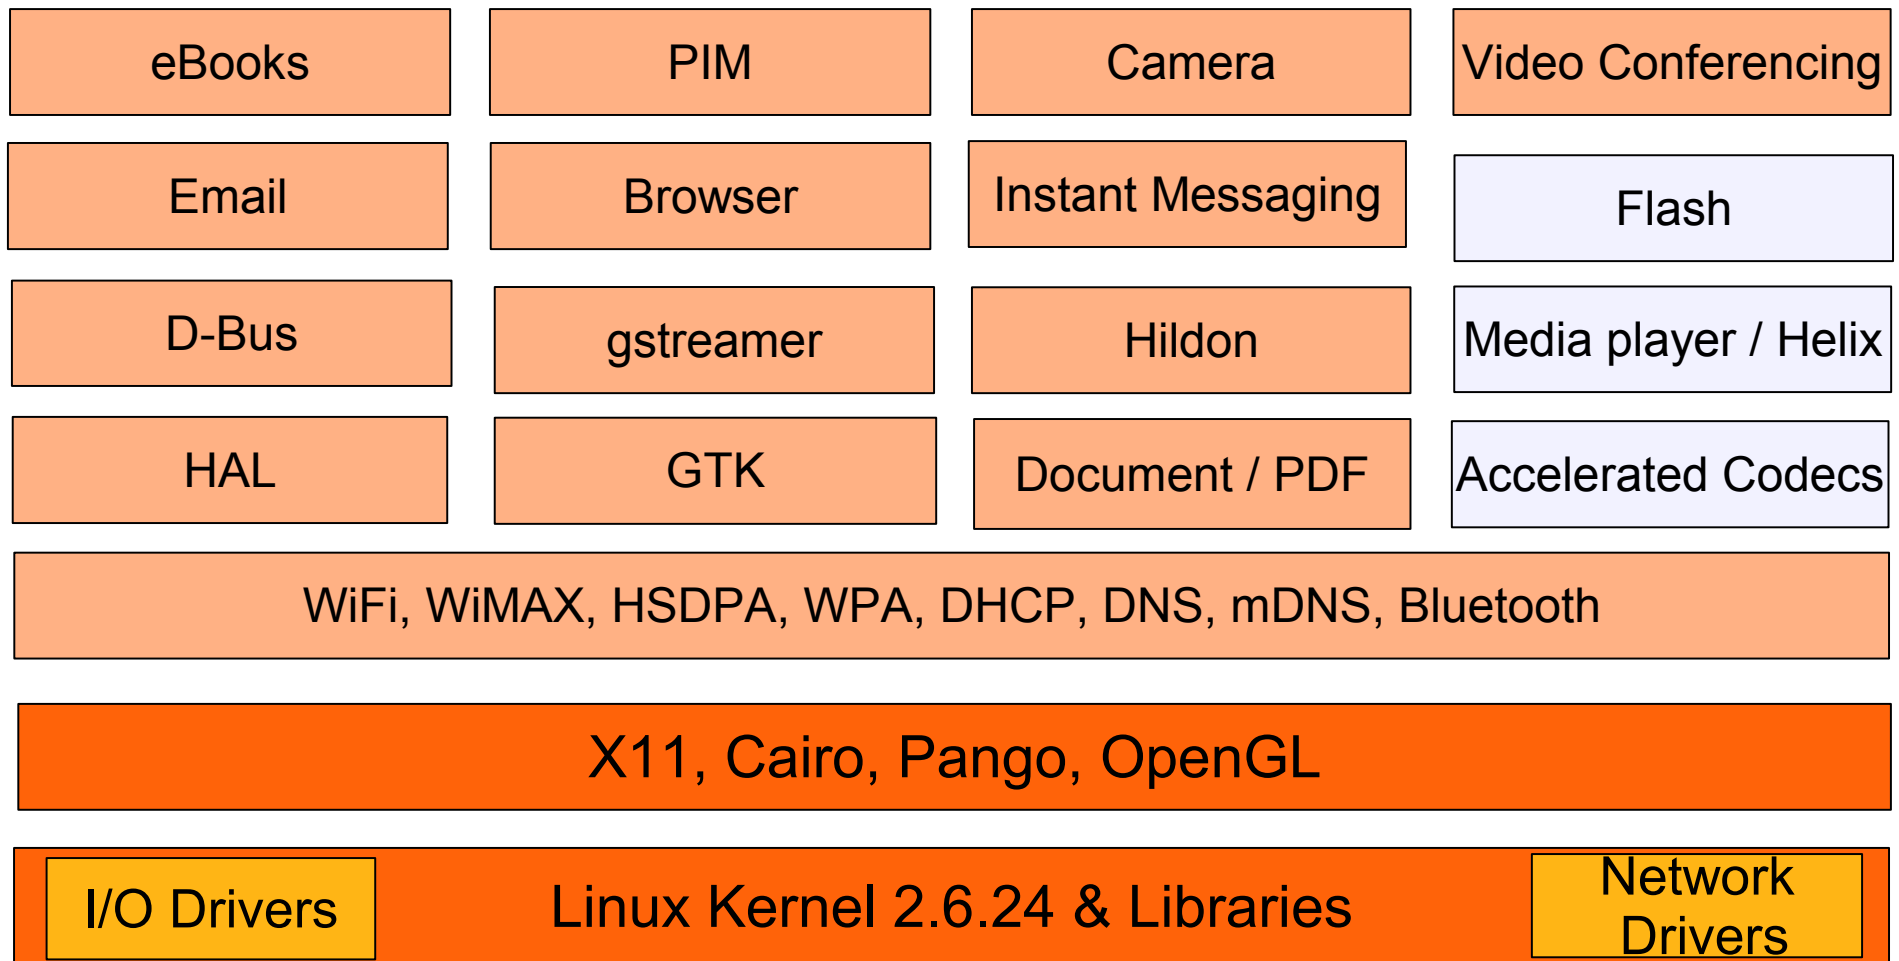 eBooks
PIM
Camera
Video Conferencing
Email
Browser
Instant Messaging
Flash
D-Bus
gstreamer
Hildon
Media player / Helix
HAL
GTK
Document / PDF
Accelerated Codecs
WiFi, WiMAX, HSDPA, WPA, DHCP, DNS, mDNS, Bluetooth
X11, Cairo, Pango, OpenGL
I/O Drivers
Linux Kernel 2.6.24 & Libraries
Network
Drivers